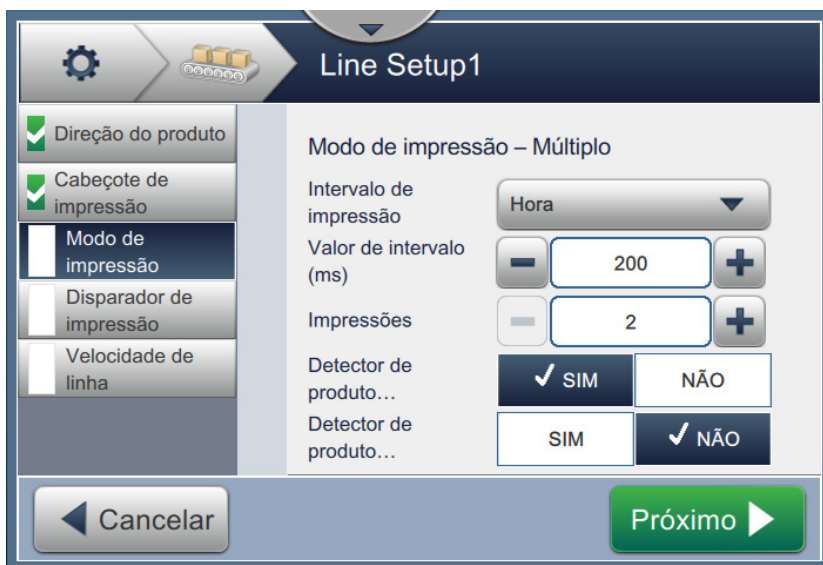 Line Setup1
Direção do produto
Cabeçote de
impressão
Modo de
impressão
Disparador de
impressão
Velocidade de
linha
Modo de impressão – Múltiplo
Intervalo de
impressão
Hora
Valor de intervalo
(ms)
200
Impressões
2
Detector de
produto…
SIM
NÃO
Detector de
produto…
SIM
NÃO
Cancelar
Próximo